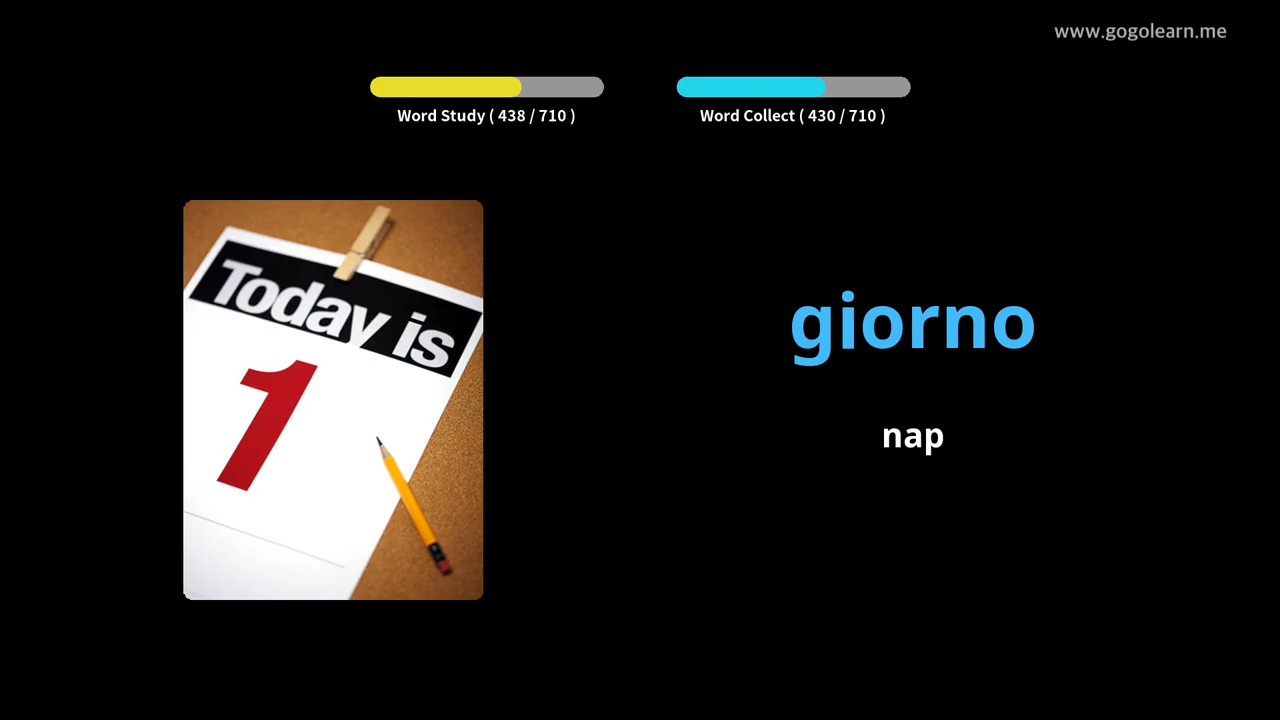 www.gogolearn.me
Word Study ( 438 / 710 )
Word Collect ( 430 / 710 )
Today is
1
giorno
nap